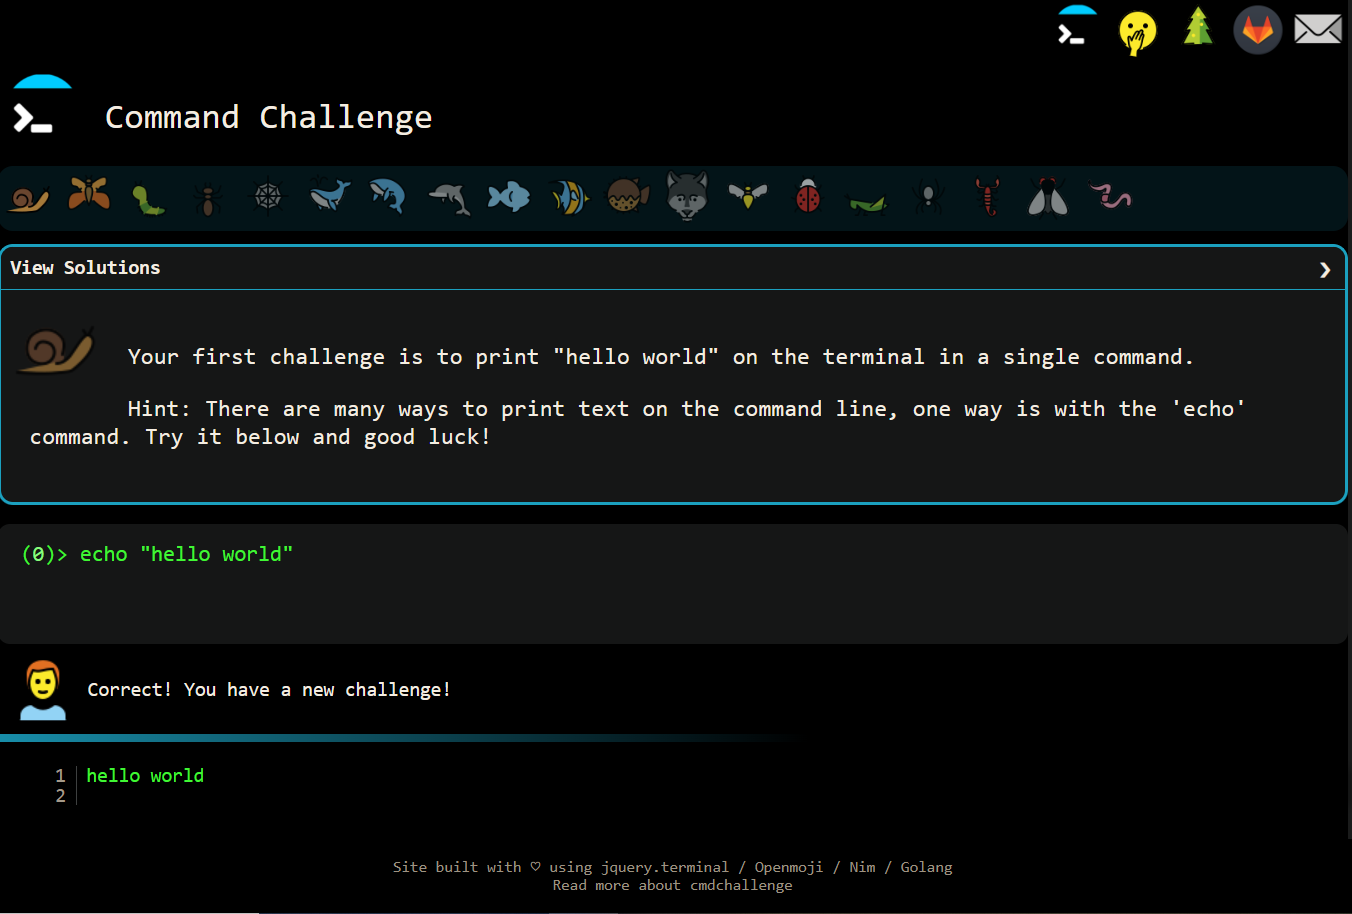 Command Challenge
View Solutions
Your first challenge is to print "hello world" on the terminal in a single command.
Hint: There are many ways to print text on the command line, one way is with the 'echo'
command. Try it below and good luck!
(0)> echo "hello world"
Correct! You have a new challenge!
1 hello world
2
Site built with ♡ using jquery.terminal / Openmoji / Nim / Golang
Read more about cmdchallenge